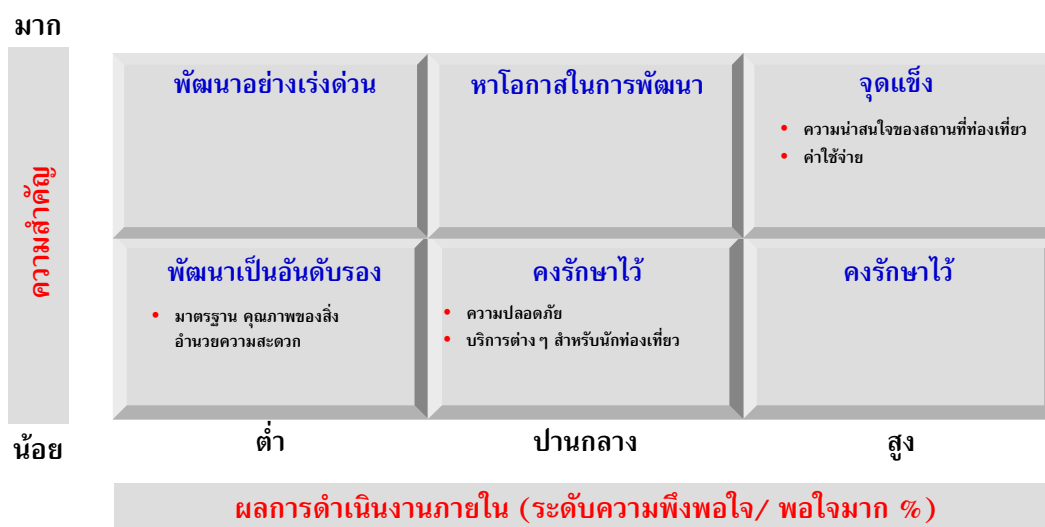 มาก
พัฒนาอย่างเร่งด่วน
หาโอกาสในการพัฒนา
จุดแข็ง
• ความน่าสนใจของสถานที่ท่องเที่ยว
• ค่าใช้จ่าย
ความสำคัญ
พัฒนาเป็นอันดับรอง
• มาตรฐาน คุณภาพของสิ่ง
อำนวยความสะดวก
คงรักษาไว้
• ความปลอดภัย
• บริการต่าง ๆ สำหรับนักท่องเที่ยว
คงรักษาไว้
น้อย
ต่ำ
ปานกลาง
สูง
ผลการดำเนินงานภายใน (ระดับความพึงพอใจ/ พอใจมาก %)